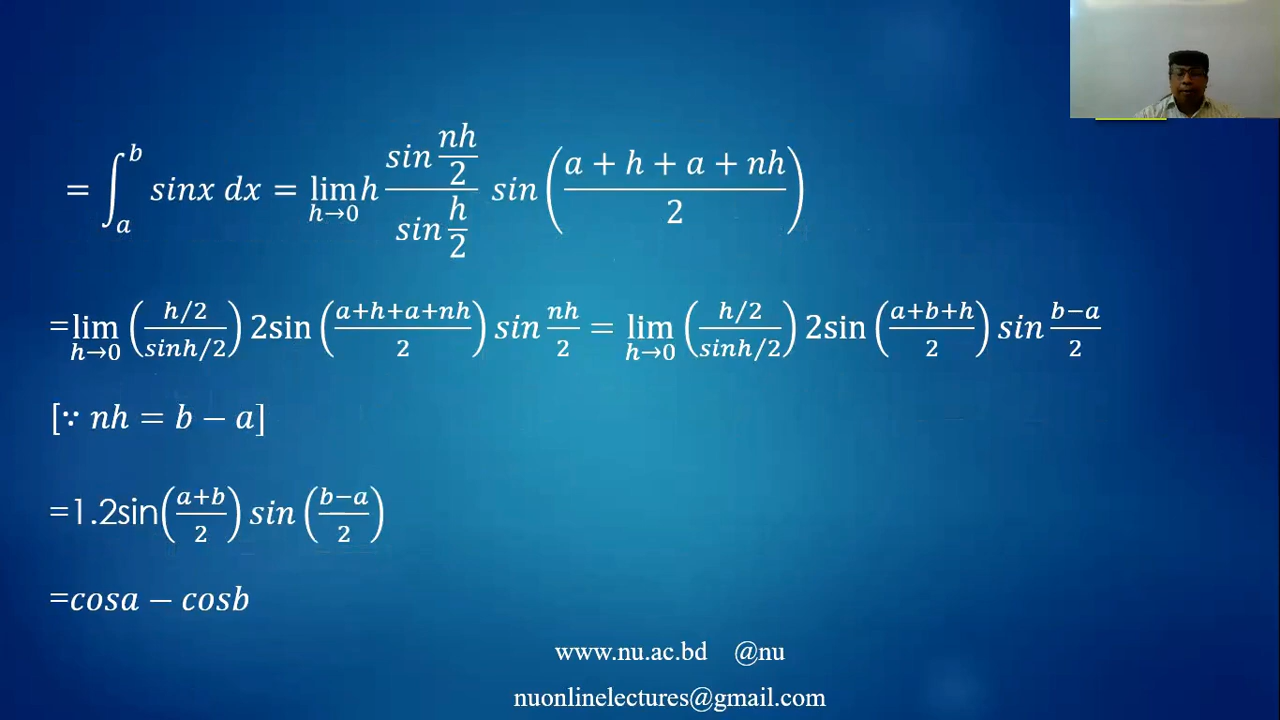 = ∫_a^b sinx dx = lim_{h→0} h (sin nh/2)/(sin h/2) sin((a + h + a + nh)/2)
=lim_{h→0} ((h/2)/(sinh/2)) 2sin((a+h+a+nh)/2) sin nh/2 = lim_{h→0} ((h/2)/(sinh/2)) 2sin((a+b+h)/2) sin (b−a)/2
[∵ nh = b − a]
=1.2sin((a+b)/2) sin((b−a)/2)
=cosa − cosb
www.nu.ac.bd @nu
nuonlinelectures@gmail.com